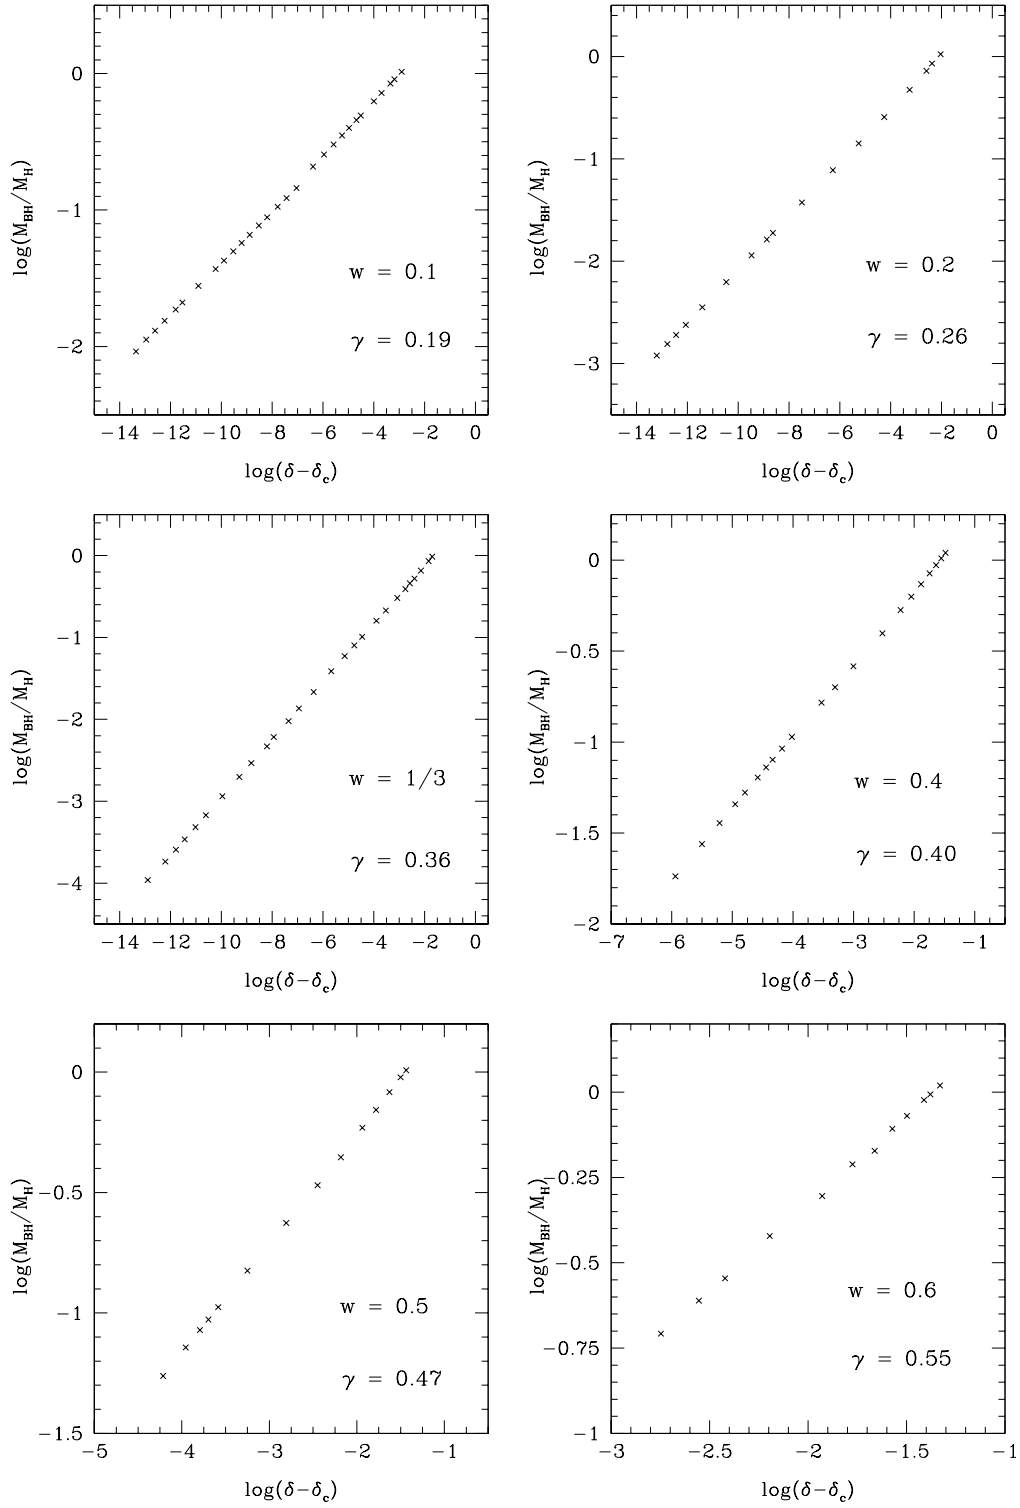 0
−1
−2
log(M_BH/M_H)
w = 0.1
γ = 0.19
−14 −12 −10 −8 −6 −4 −2 0
log(δ−δ_c)
0
−1
−2
−3
log(M_BH/M_H)
w = 0.2
γ = 0.26
−14 −12 −10 −8 −6 −4 −2 0
log(δ−δ_c)
0
−1
−2
−3
−4
log(M_BH/M_H)
w = 1/3
γ = 0.36
−14 −12 −10 −8 −6 −4 −2 0
log(δ−δ_c)
0
−0.5
−1
−1.5
−2
log(M_BH/M_H)
w = 0.4
γ = 0.40
−7 −6 −5 −4 −3 −2 −1
log(δ−δ_c)
0
−0.5
−1
−1.5
log(M_BH/M_H)
w = 0.5
γ = 0.47
−5 −4 −3 −2 −1
log(δ−δ_c)
0
−0.25
−0.5
−0.75
−1
log(M_BH/M_H)
w = 0.6
γ = 0.55
−3 −2.5 −2 −1.5 −1
log(δ−δ_c)